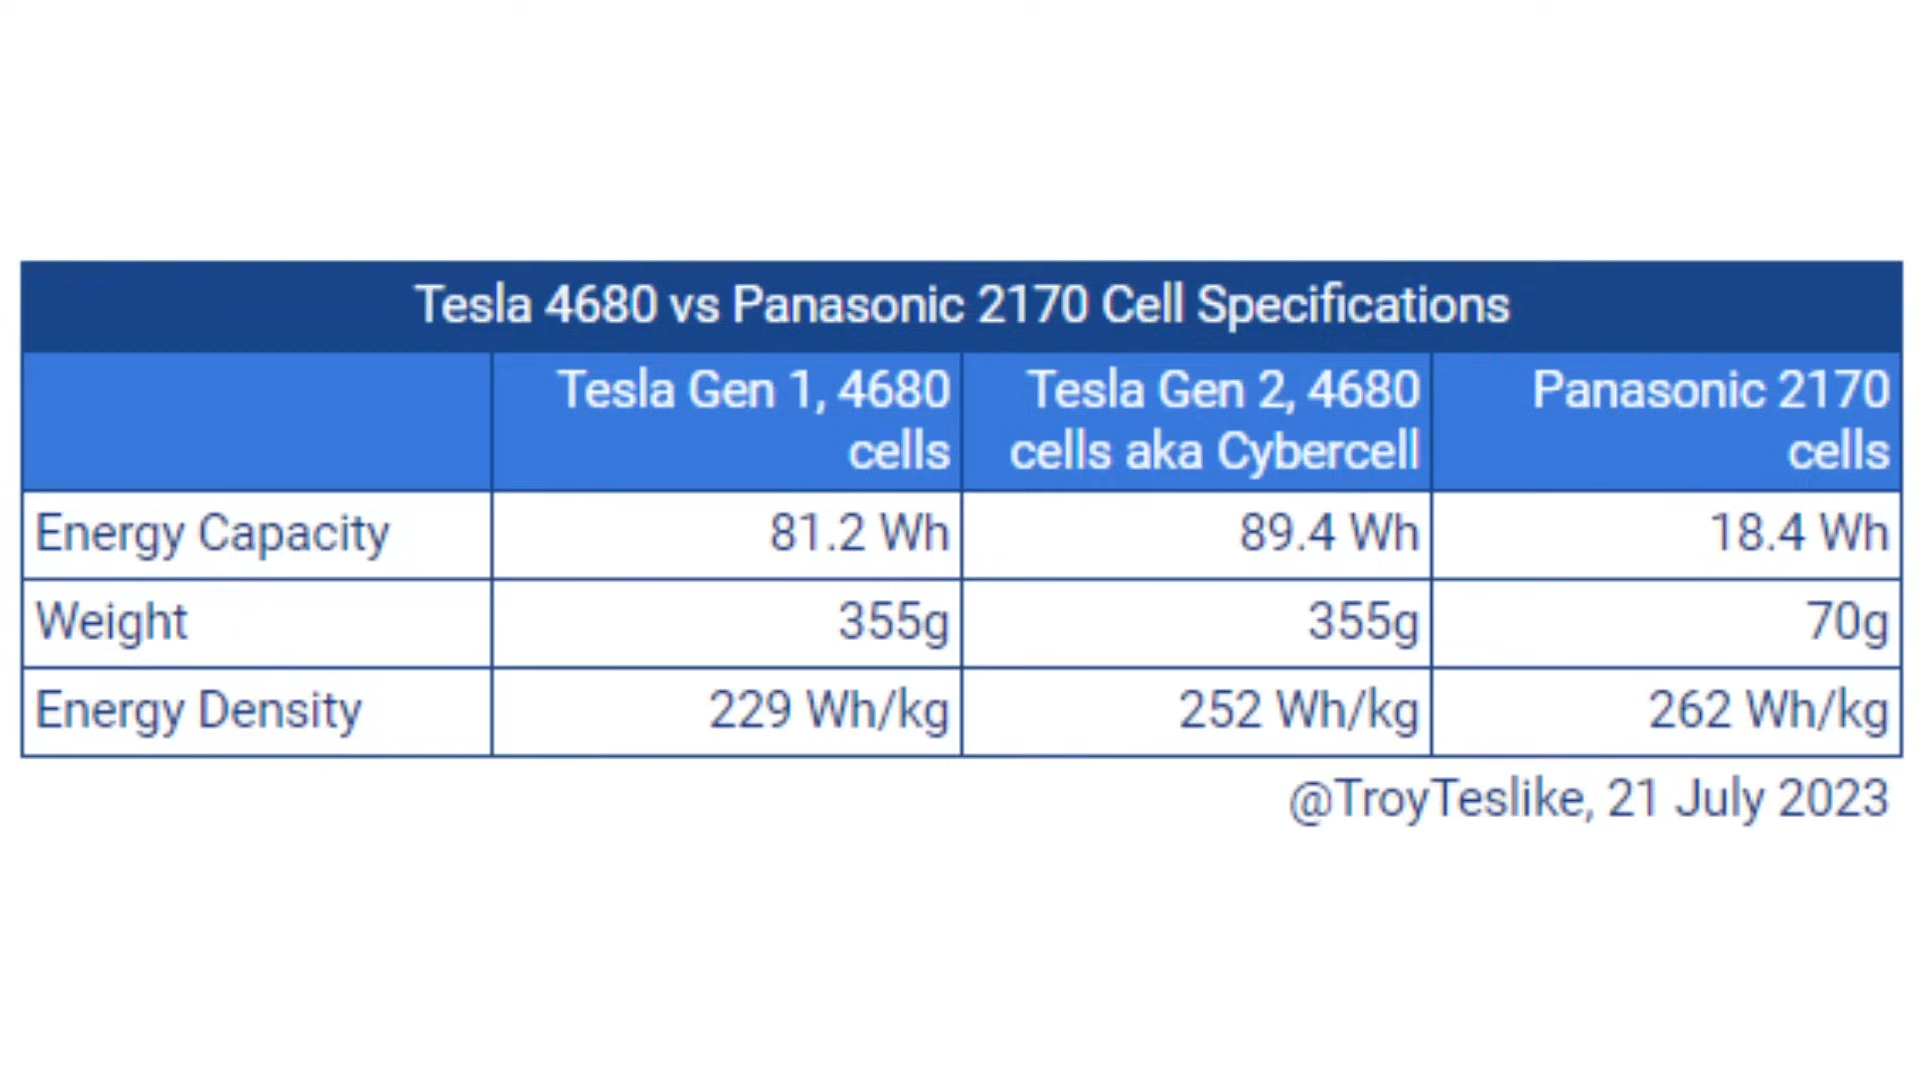 Tesla 4680 vs Panasonic 2170 Cell Specifications
Tesla Gen 1, 4680
cells
Tesla Gen 2, 4680
cells aka Cybercell
Panasonic 2170
cells
Energy Capacity 81.2 Wh 89.4 Wh 18.4 Wh
Weight 355g 355g 70g
Energy Density 229 Wh/kg 252 Wh/kg 262 Wh/kg
@TroyTeslike, 21 July 2023